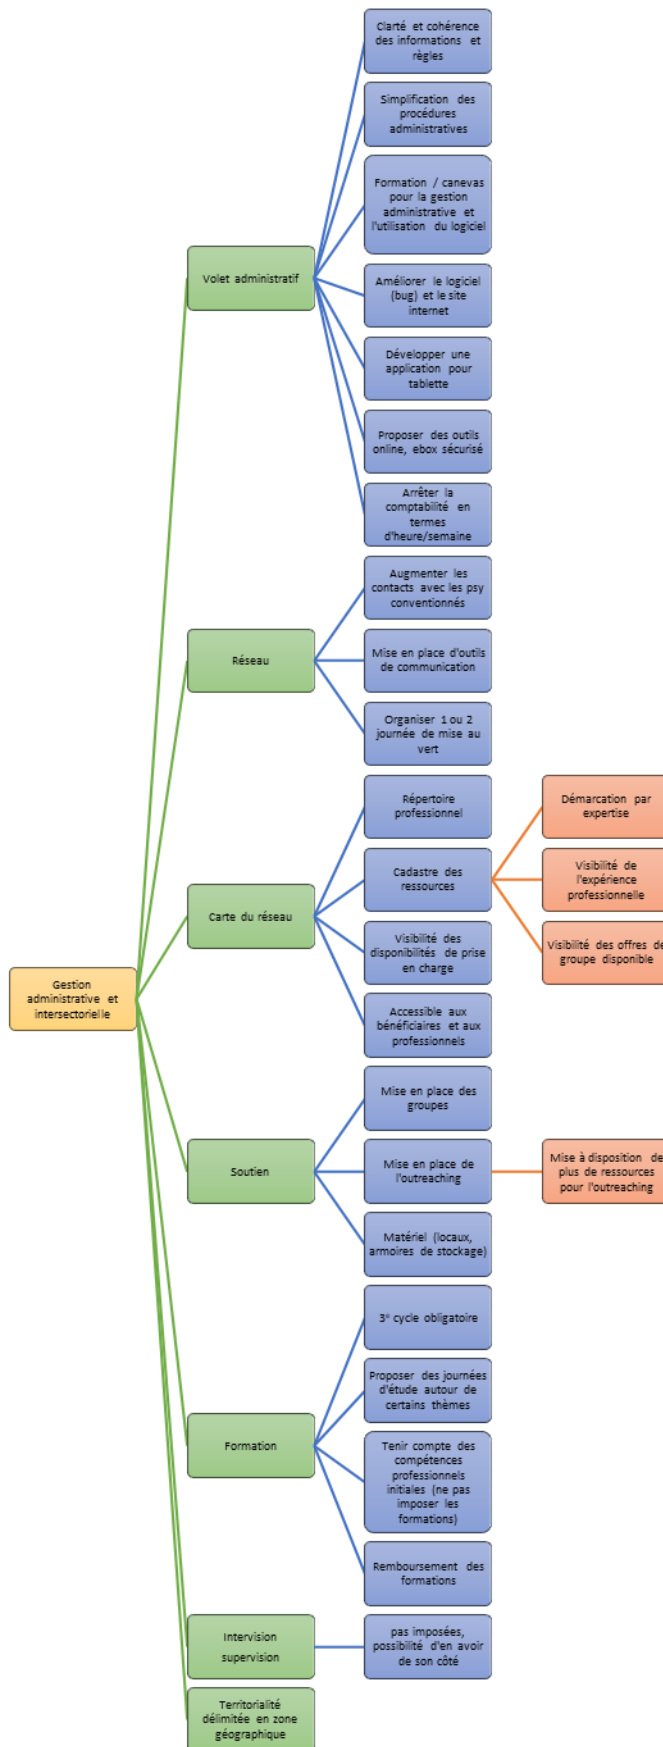 Gestion
administrative et
intersectorielle
Volet administratif
Clarté et cohérence
des informations et
règles
Simplification des
procédures
administratives
Formation / canevas
pour la gestion
administrative et
l'utilisation du logiciel
Améliorer le logiciel
(bug) et le site
internet
Développer une
application pour
tablette
Proposer des outils
online, ebox sécurisé
Arrêter la
comptabilité en
termes
d'heure/semaine
Réseau
Augmenter les
contacts avec les psy
conventionnés
Mise en place d'outils
de communication
Organiser 1 ou 2
journée de mise au
vert
Carte du réseau
Répertoire
professionnel
Cadastre des
ressources
Démarcation par
expertise
Visibilité de
l'expérience
professionnelle
Visibilité des offres de
groupe disponible
Visibilité des
disponibilités de prise
en charge
Accessible aux
bénéficiaires et aux
professionnels
Soutien
Mise en place des
groupes
Mise en place de
l'outreaching
Mise à disposition de
plus de ressources
pour l'outreaching
Matériel (locaux,
armoires de stockage)
Formation
3e cycle obligatoire
Proposer des journées
d'étude autour de
certains thèmes
Tenir compte des
compétences
professionnels
initiales (ne pas
imposer les
formations)
Remboursement des
formations
Intervision
supervision
pas imposées,
possibilité d'en avoir
de son côté
Territorialité
délimitée en zone
géographique